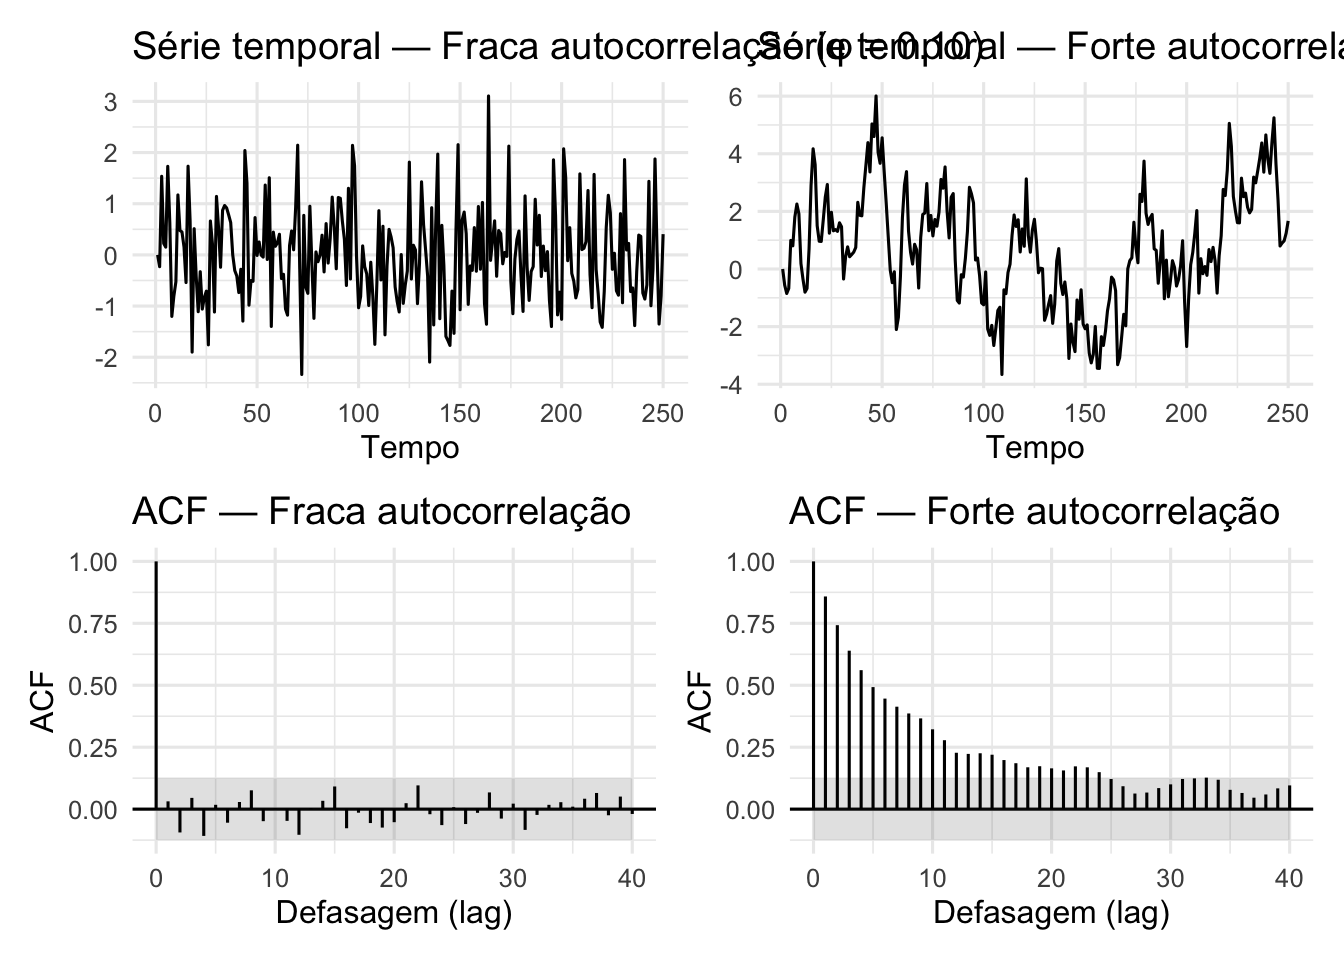 Série temporal — Fraca autocorrelação (φ = 0.10)
Série temporal — Forte autocorrela
3
2
1
0
-1
-2
0 50 100 150 200 250
Tempo
6
4
2
0
-2
-4
0 50 100 150 200 250
Tempo
ACF — Fraca autocorrelação
ACF
1.00
0.75
0.50
0.25
0.00
0 10 20 30 40
Defasagem (lag)
ACF — Forte autocorrelação
ACF
1.00
0.75
0.50
0.25
0.00
0 10 20 30 40
Defasagem (lag)